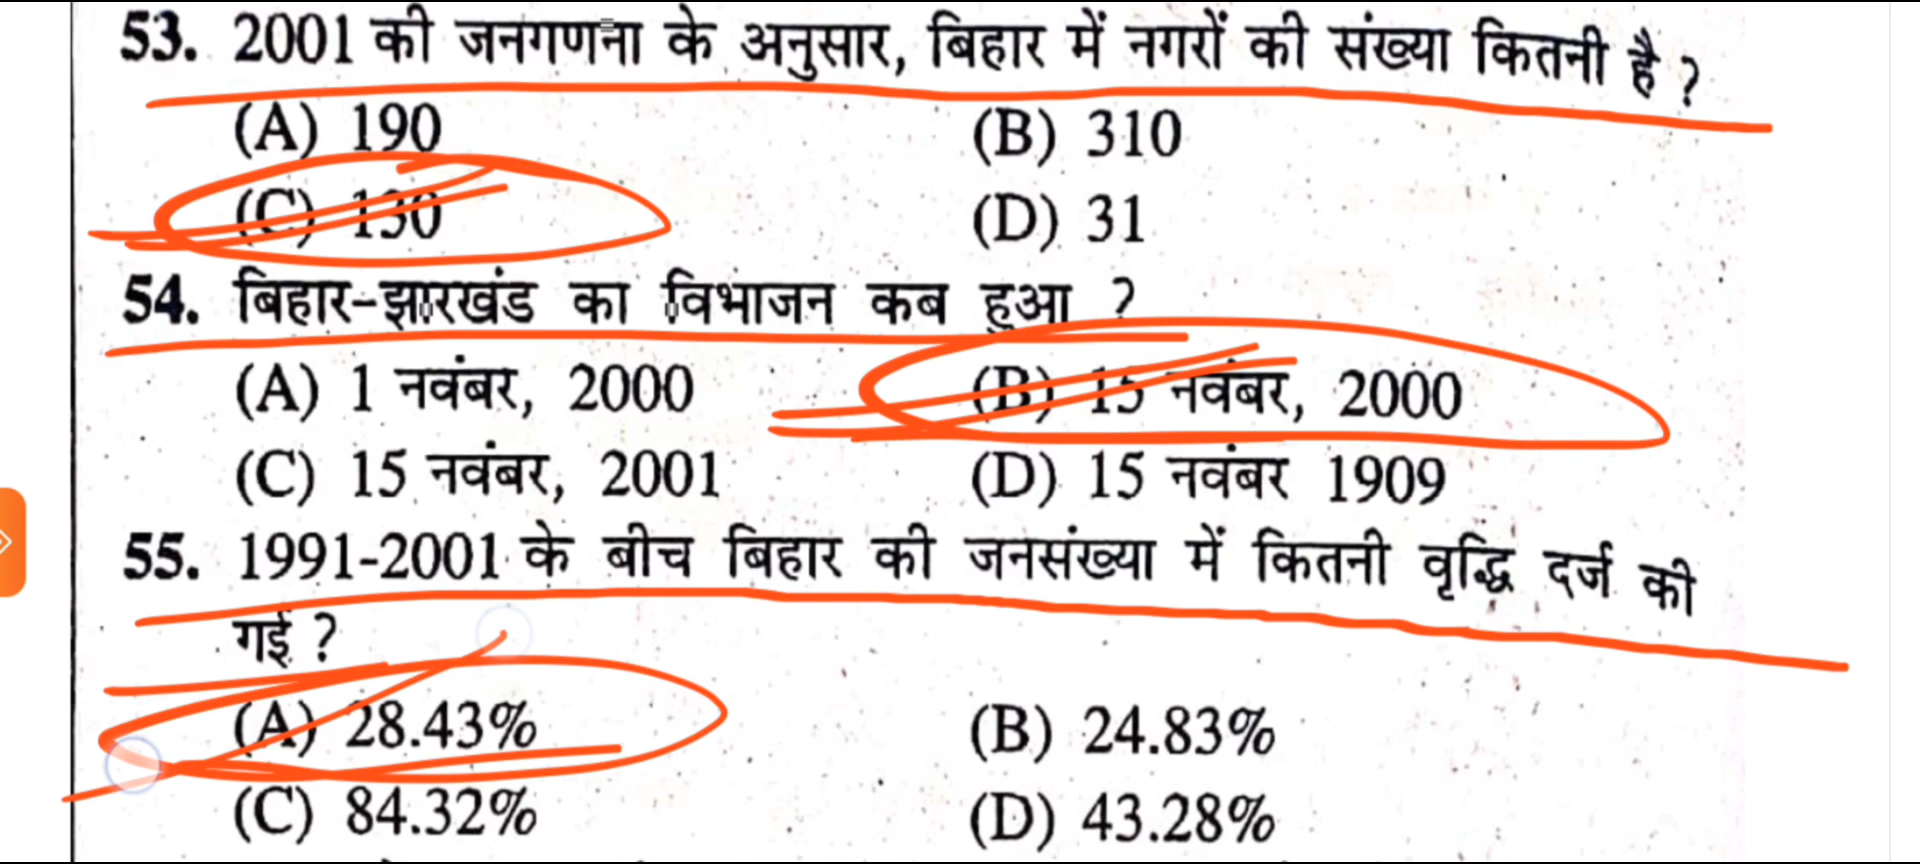 53. 2001 की जनगणना के अनुसार, बिहार में नगरों की संख्या कितनी है ?
(A) 190 (B) 310
(C) 130 (D) 31
54. बिहार-झारखंड का विभाजन कब हुआ ?
(A) 1 नवंबर, 2000 (B) 15 नवंबर, 2000
(C) 15 नवंबर, 2001 (D) 15 नवंबर 1909
55. 1991-2001 के बीच बिहार की जनसंख्या में कितनी वृद्धि दर्ज की
गई ?
(A) 28.43% (B) 24.83%
(C) 84.32% (D) 43.28%